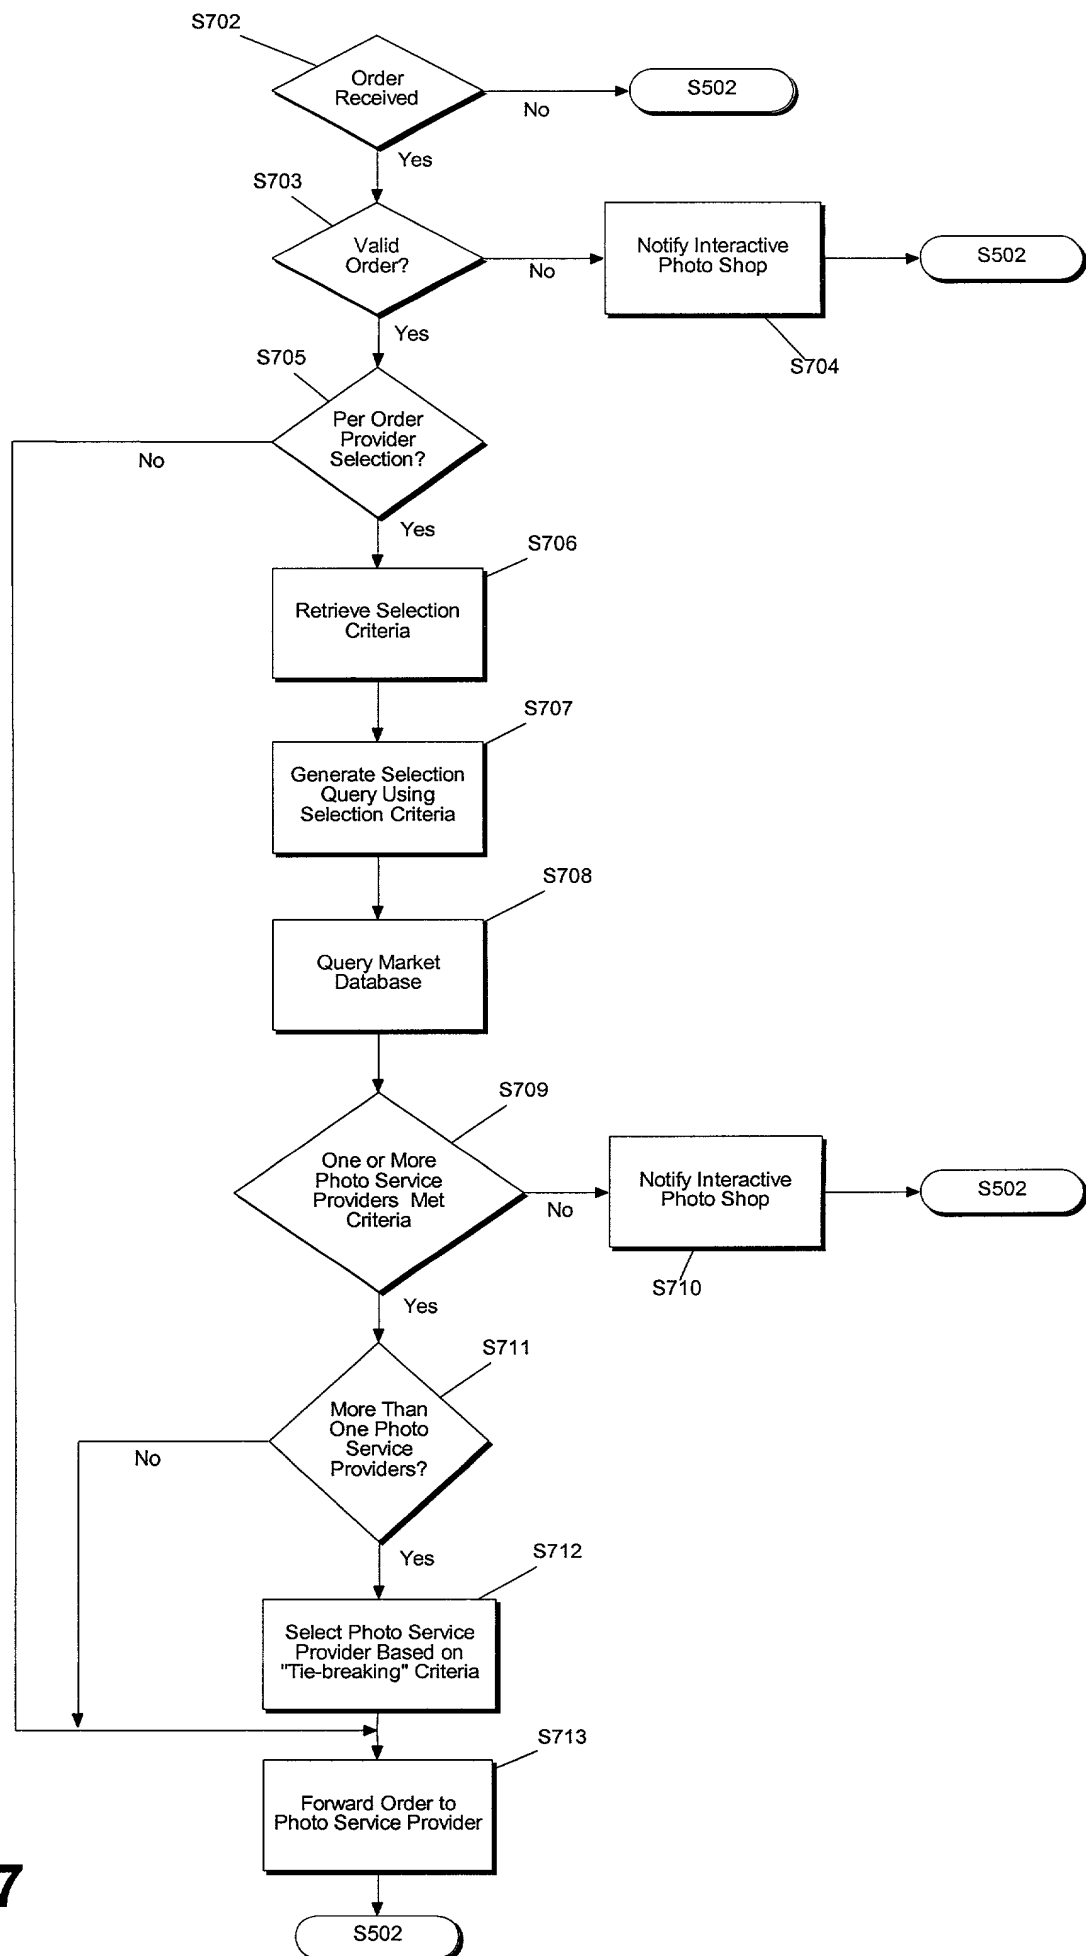 S702
Order
Received
S502
No
Yes
S703
Valid
Order?
No
Notify Interactive
Photo Shop
S502
Yes
S704
S705
Per Order
Provider
Selection?
No
Yes
S706
Retrieve Selection
Criteria
S707
Generate Selection
Query Using
Selection Criteria
S708
Query Market
Database
S709
One or More
Photo Service
Providers Met
Criteria
No
Notify Interactive
Photo Shop
S502
S710
Yes
S711
More Than
One Photo
Service
Providers?
No
Yes
S712
Select Photo Service
Provider Based on
"Tie-breaking" Criteria
S713
Forward Order to
Photo Service Provider
7
S502